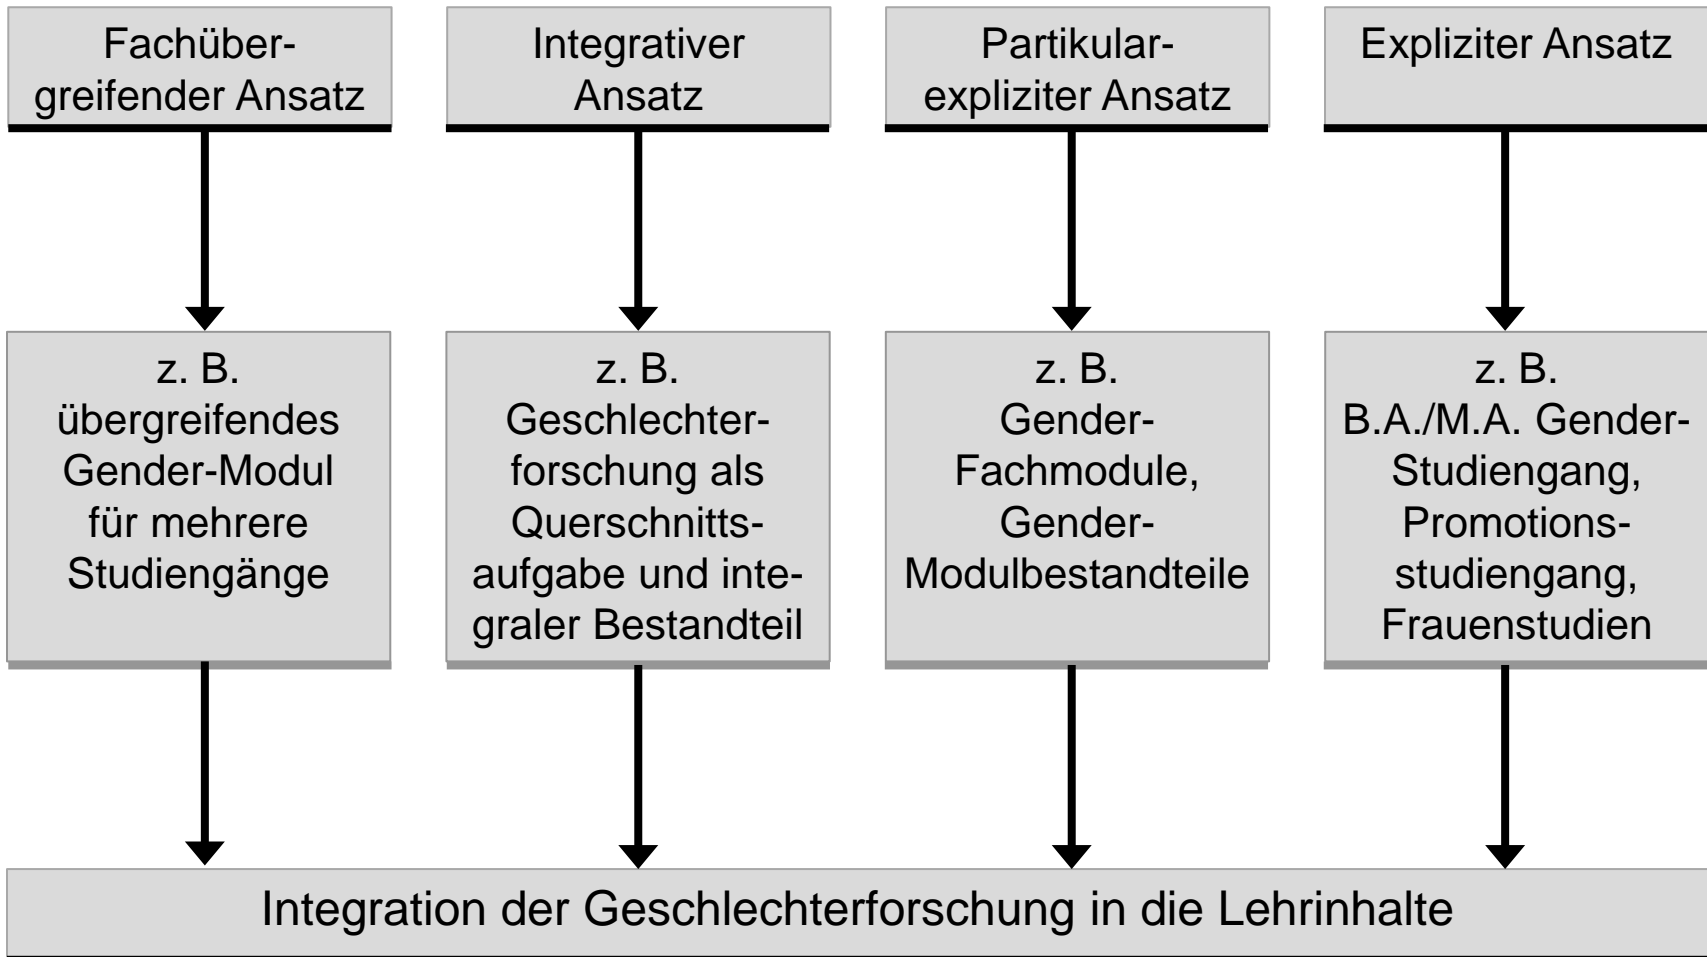 Fachüber-
greifender Ansatz
Integrativer
Ansatz
Partikular-
expliziter Ansatz
Expliziter Ansatz
z. B.
übergreifendes
Gender-Modul
für mehrere
Studiengänge
z. B.
Geschlechter-
forschung als
Querschnitts-
aufgabe und inte-
graler Bestandteil
z. B.
Gender-
Fachmodule,
Gender-
Modulbestandteile
z. B.
B.A./M.A. Gender-
Studiengang,
Promotions-
studiengang,
Frauenstudien
Integration der Geschlechterforschung in die Lehrinhalte